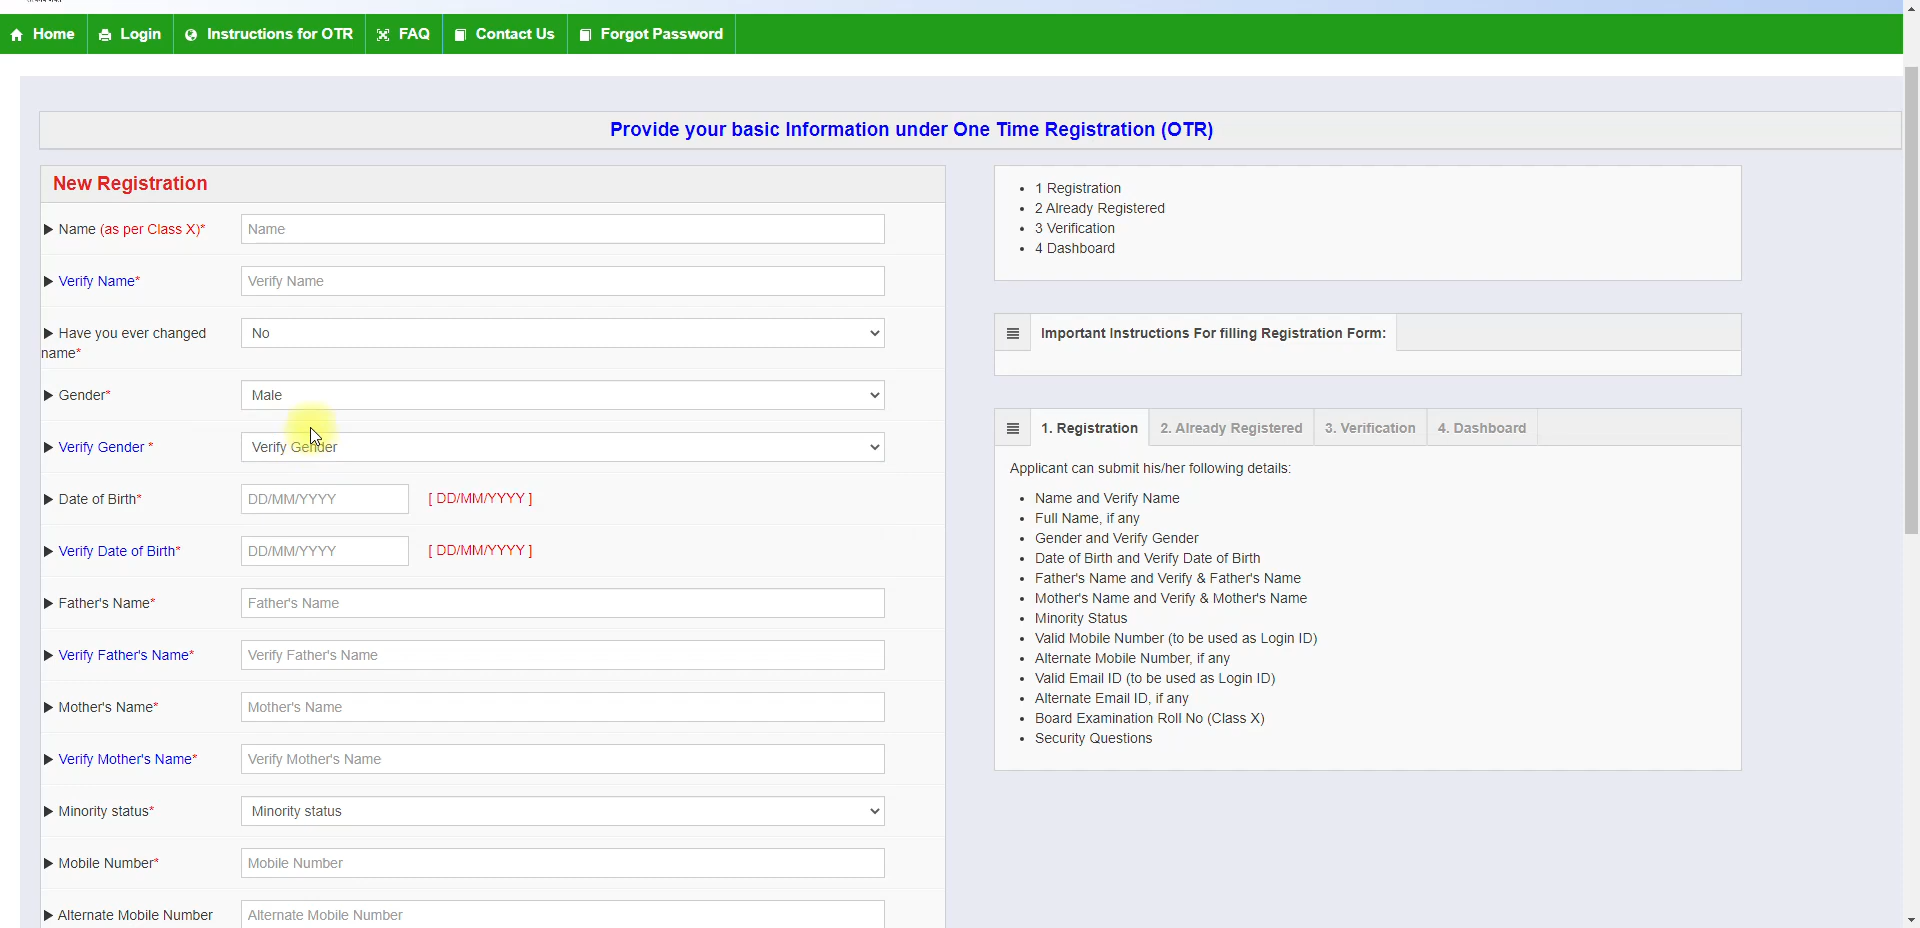 Home Login Instructions for OTR FAQ Contact Us Forgot Password
Provide your basic Information under One Time Registration (OTR)
New Registration
Name (as per Class X)* Name
Verify Name* Verify Name
Have you ever changed name* No
Gender* Male
Verify Gender * Verify Gender
Date of Birth* DD/MM/YYYY [ DD/MM/YYYY ]
Verify Date of Birth* DD/MM/YYYY [ DD/MM/YYYY ]
Father's Name* Father's Name
Verify Father's Name* Verify Father's Name
Mother's Name* Mother's Name
Verify Mother's Name* Verify Mother's Name
Minority status* Minority status
Mobile Number* Mobile Number
Alternate Mobile Number Alternate Mobile Number
1 Registration
2 Already Registered
3 Verification
4 Dashboard
Important Instructions For filling Registration Form:
1. Registration 2. Already Registered 3. Verification 4. Dashboard
Applicant can submit his/her following details:
Name and Verify Name
Full Name, if any
Gender and Verify Gender
Date of Birth and Verify Date of Birth
Father's Name and Verify & Father's Name
Mother's Name and Verify & Mother's Name
Minority Status
Valid Mobile Number (to be used as Login ID)
Alternate Mobile Number, if any
Valid Email ID (to be used as Login ID)
Alternate Email ID, if any
Board Examination Roll No (Class X)
Security Questions